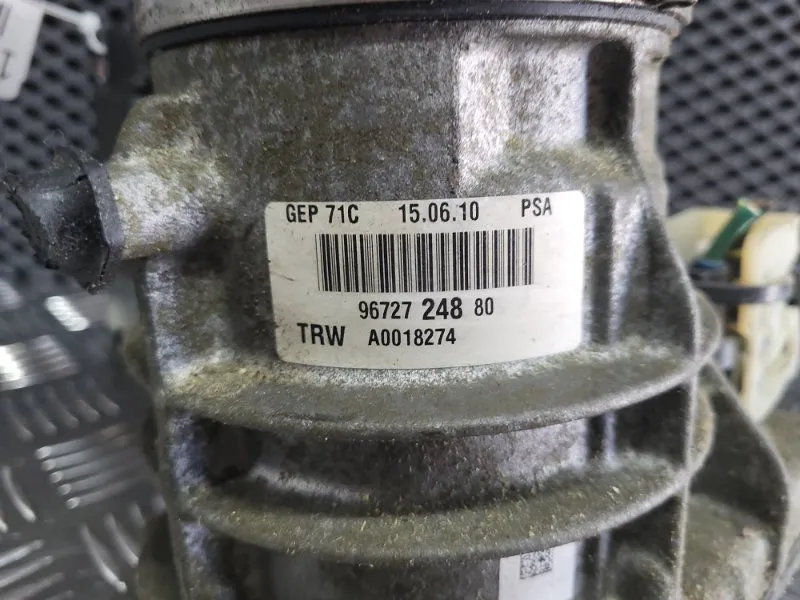 GEP 71C 15.06.10 PSA
96727 248 80
TRW A0018274